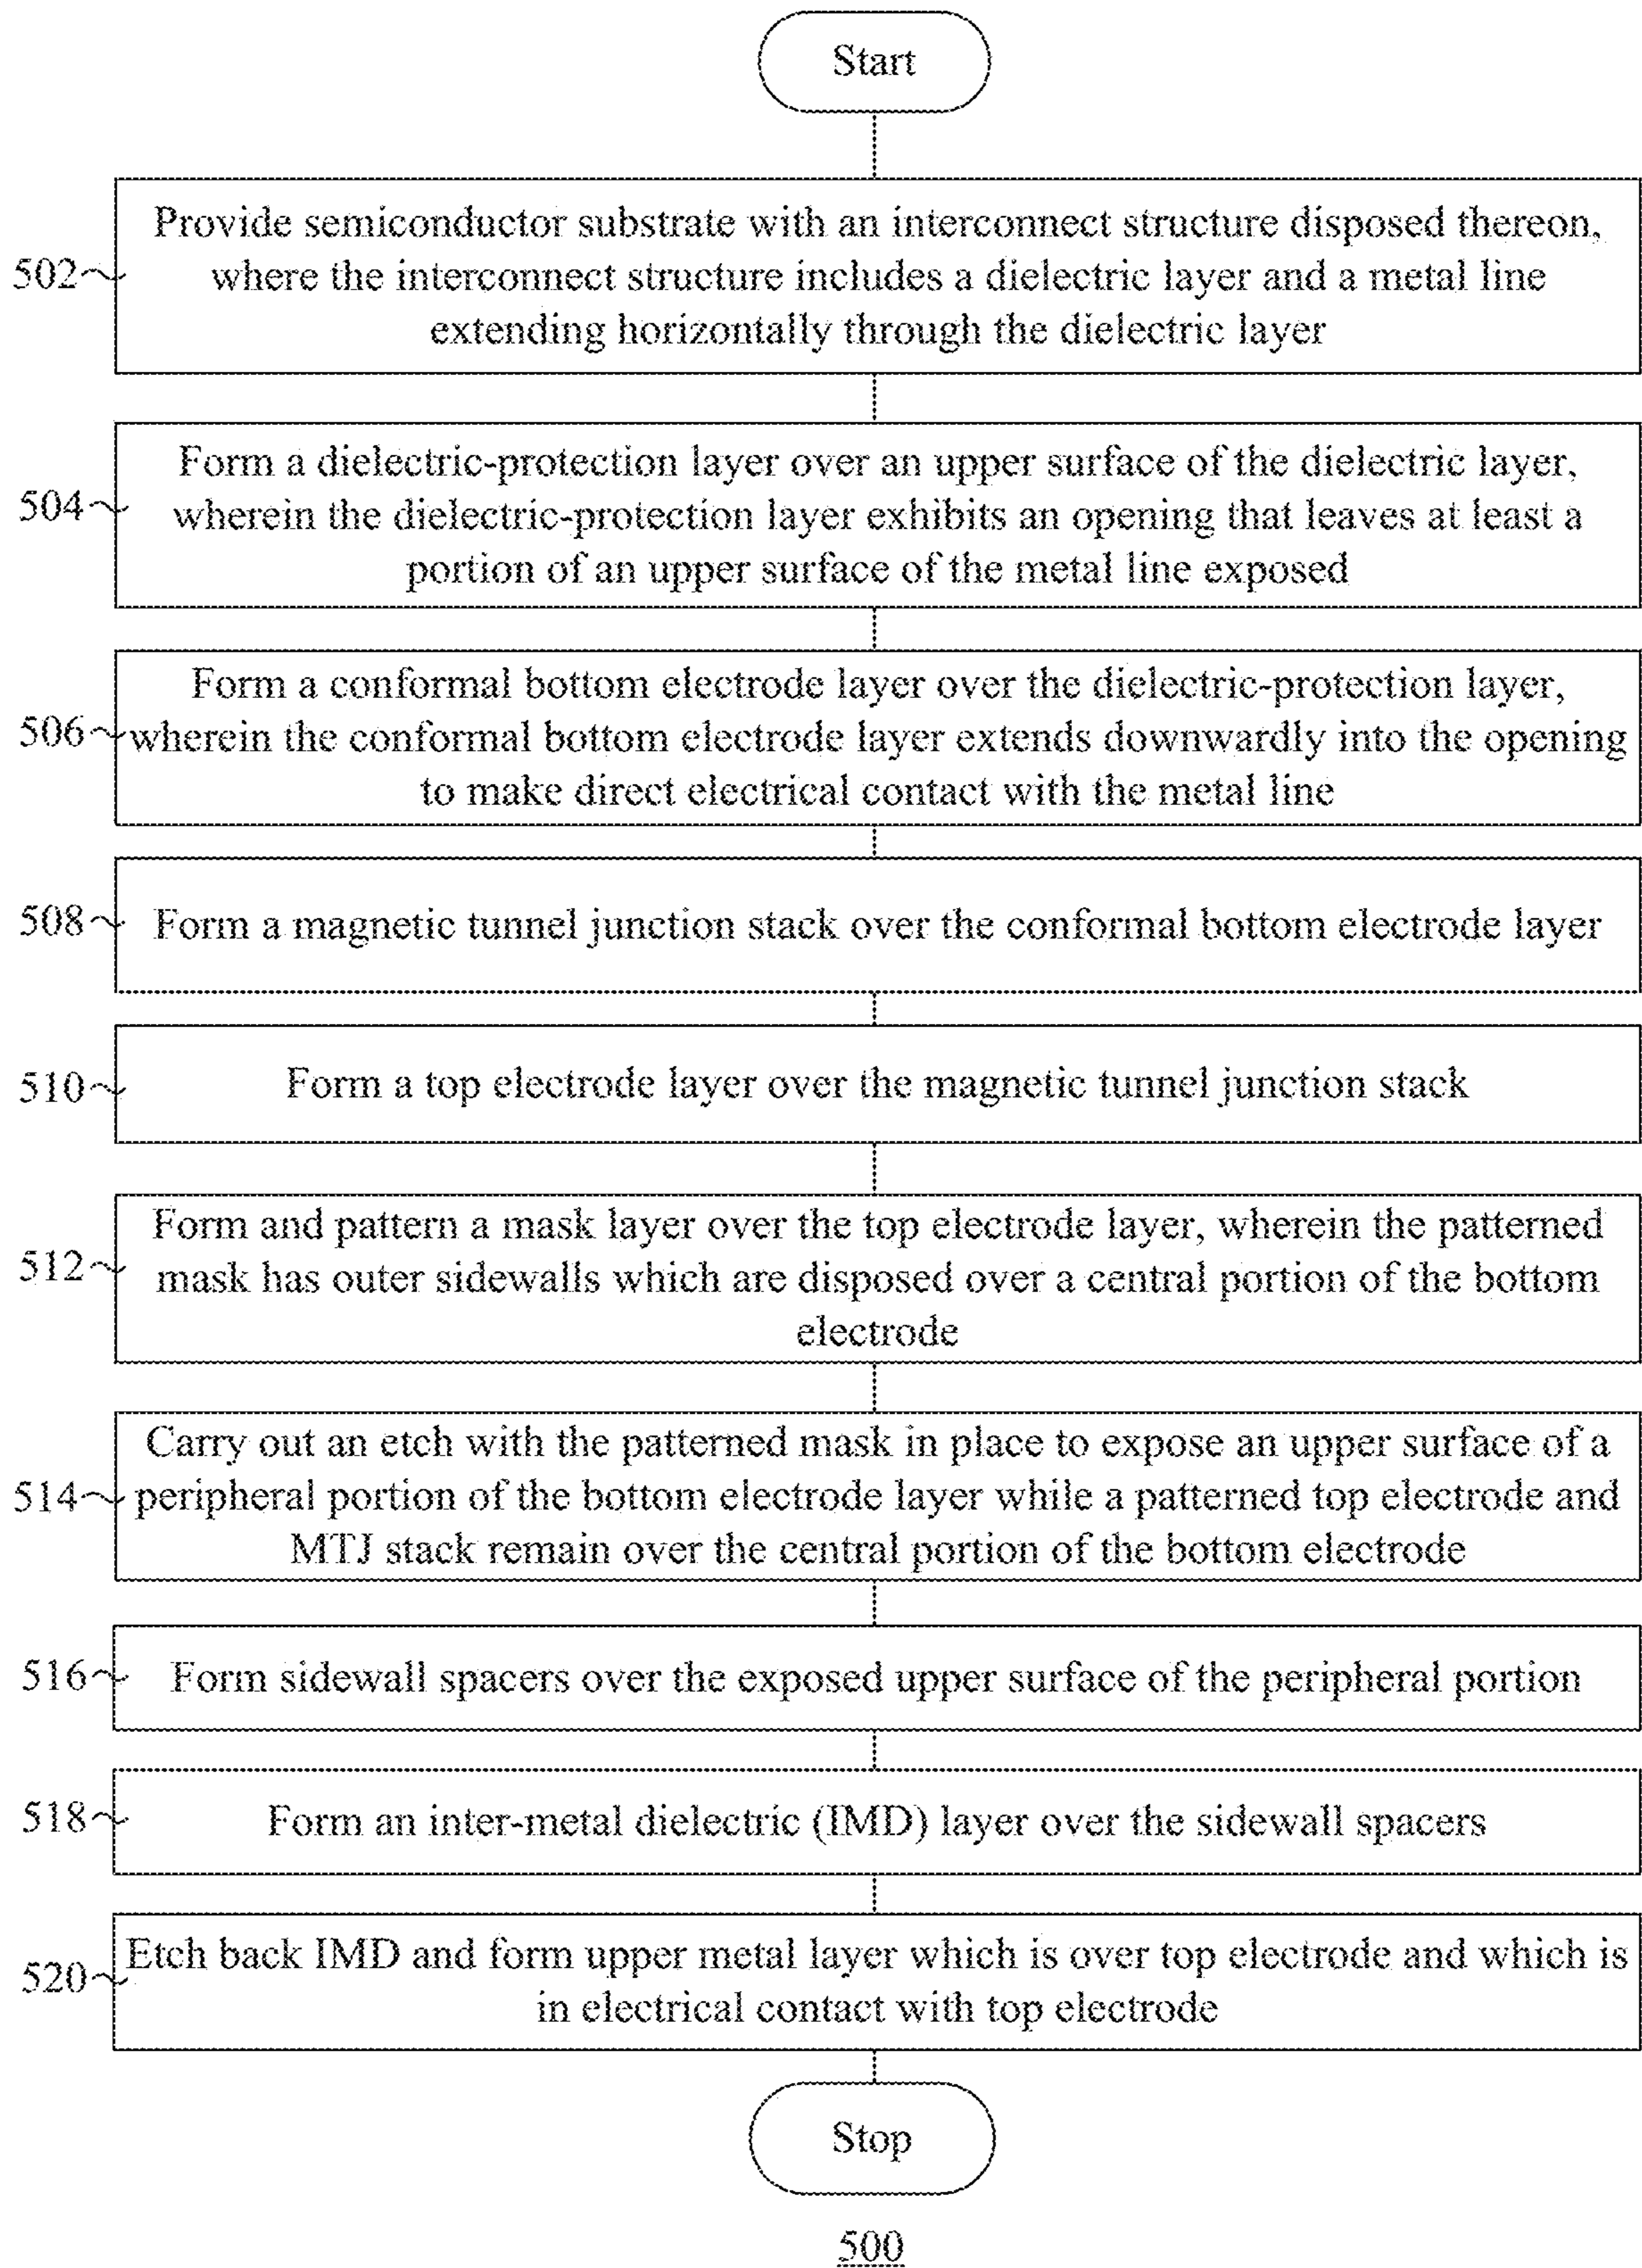 Start
Provide semiconductor substrate with an interconnect structure disposed thereon,
502
where the interconnect structure includes a dielectric layer and a metal line
extending horizontally through the dielectric layer
Form a dielectric-protection layer over an upper surface of the dielectric layer,
504
wherein the dielectric-protection layer exhibits an opening that leaves at least a
portion of an upper surface of the metal line exposed
Form a conformal bottom electrode layer over the dielectric-protection layer,
506
wherein the conformal bottom electrode layer extends downwardly into the opening
to make direct electrical contact with the metal line
508
Form a magnetic tunnel junction stack over the conformal bottom electrode layer
510
Form a top electrode layer over the magnetic tunnel junction stack
Form and pattern a mask layer over the top electrode layer, wherein the patterned
512
mask has outer sidewalls which are disposed over a central portion of the bottom
electrode
Carry out an etch with the patterned mask in place to expose an upper surface of a
514
peripheral portion of the bottom electrode layer while a patterned top electrode and
MTJ stack remain over the central portion of the bottom electrode
516
Form sidewall spacers over the exposed upper surface of the peripheral portion
518
Form an inter-metal dielectric (IMD) layer over the sidewall spacers
520
Etch back IMD and form upper metal layer which is over top electrode and which is
in electrical contact with top electrode
Stop
500